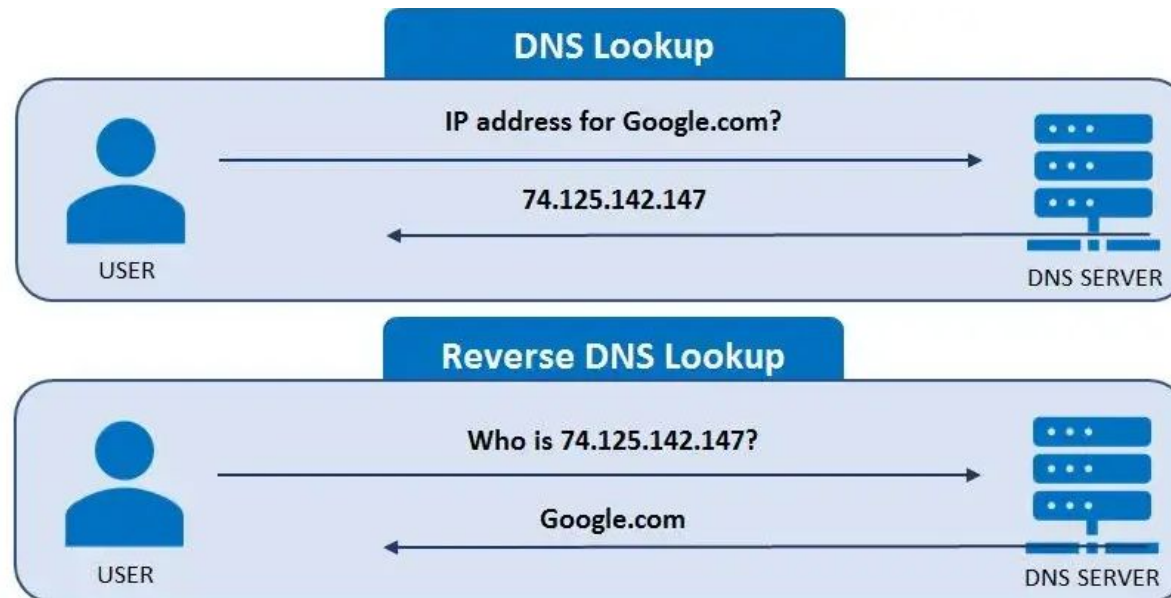 DNS Lookup
IP address for Google.com?
74.125.142.147
USER
DNS SERVER
Reverse DNS Lookup
Who is 74.125.142.147?
Google.com
USER
DNS SERVER